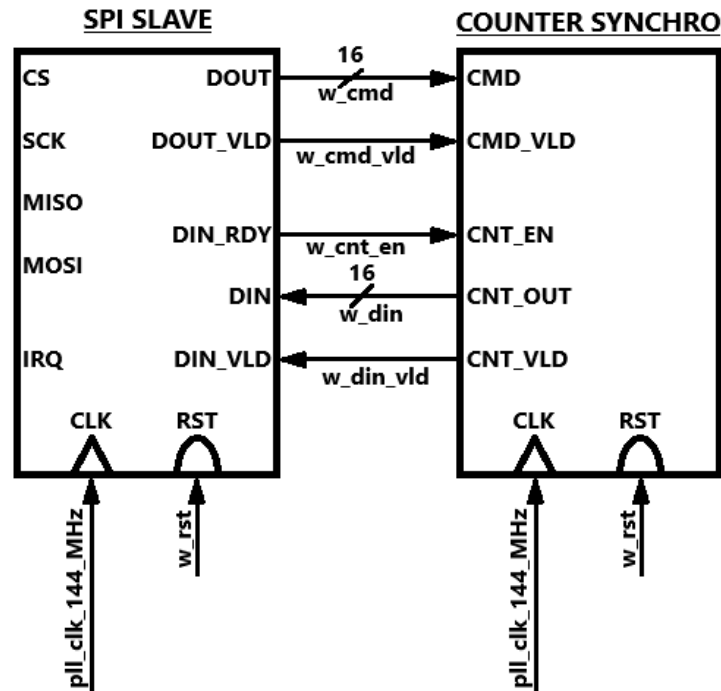 SPI SLAVE
COUNTER SYNCHRO
CS
DOUT
16
w_cmd
CMD
SCK
DOUT_VLD
w_cmd_vld
CMD_VLD
MISO
DIN_RDY
w_cnt_en
CNT_EN
MOSI
DIN
16
w_din
CNT_OUT
IRQ
DIN_VLD
w_din_vld
CNT_VLD
CLK
RST
CLK
RST
pll_clk_144_MHz
w_rst
pll_clk_144_MHz
w_rst